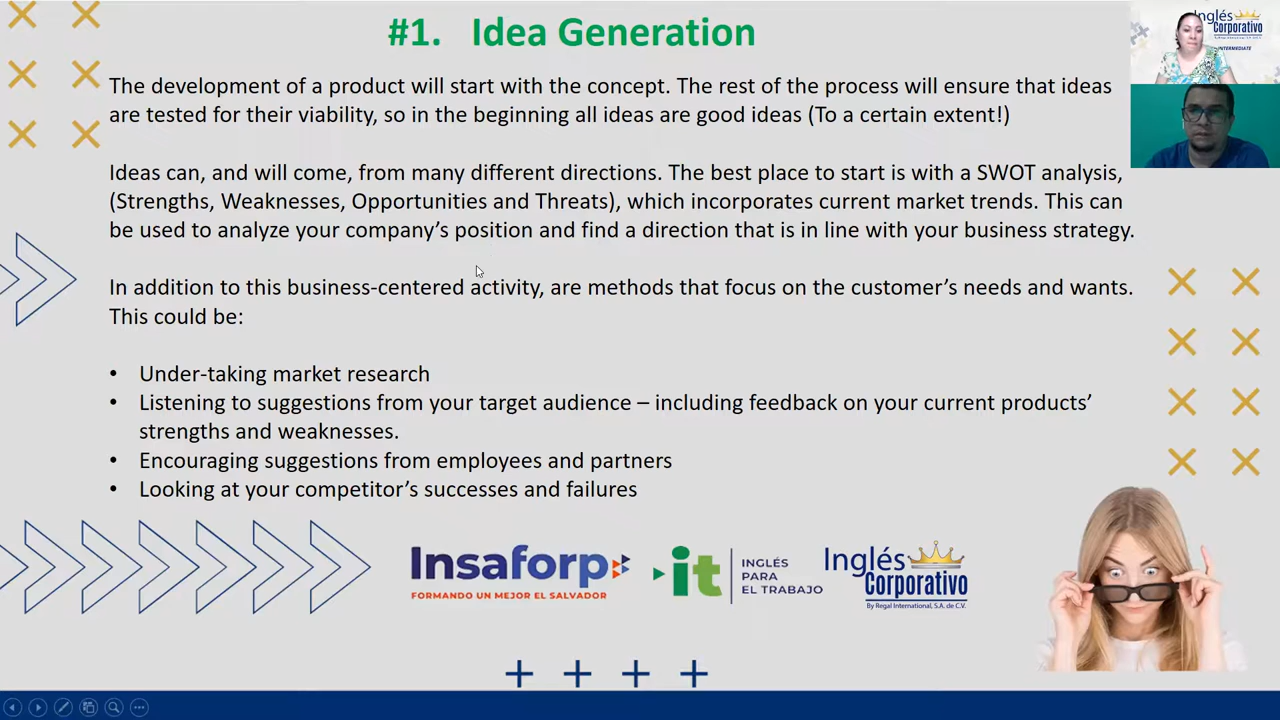 #1. Idea Generation
The development of a product will start with the concept. The rest of the process will ensure that ideas
are tested for their viability, so in the beginning all ideas are good ideas (To a certain extent!)
Ideas can, and will come, from many different directions. The best place to start is with a SWOT analysis,
(Strengths, Weaknesses, Opportunities and Threats), which incorporates current market trends. This can
be used to analyze your company’s position and find a direction that is in line with your business strategy.
In addition to this business-centered activity, are methods that focus on the customer’s needs and wants.
This could be:
• Under-taking market research
• Listening to suggestions from your target audience – including feedback on your current products’
strengths and weaknesses.
• Encouraging suggestions from employees and partners
• Looking at your competitor’s successes and failures
Insaforp
FORMANDO UN MEJOR EL SALVADOR
it
INGLÉS
PARA
EL TRABAJO
Inglés
Corporativo
By Regal International, S.A. de C.V.
Inglés
Corporativo
INTERMEDIATE